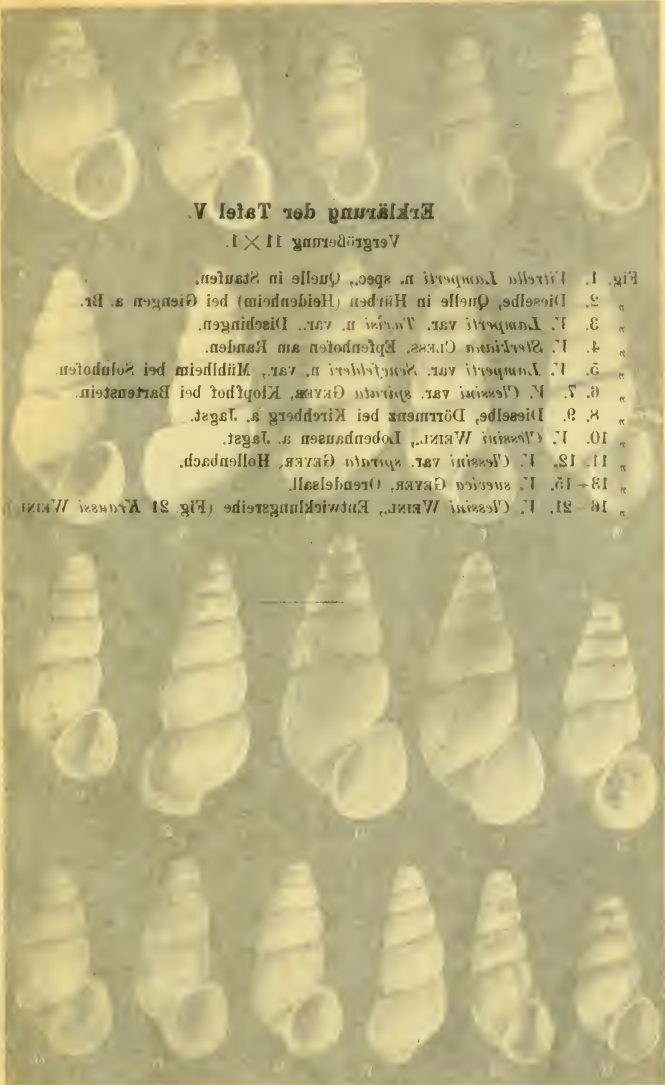 Erklärung der Tafel V.
Vergrößerung 11 × 1.
Fig. 1. Vitrella Lamperti n. spec., Quelle in Staufen.
„ 2. Dieselbe, Quelle in Hürben (Heidenheim) bei Giengen a. Br.
„ 3. V. Lamperti var. Turisi n. var.. Dischingen.
„ 4. V. Sterkiana CLESS. Epfenhofen am Randen.
„ 5. V. Lamperti var. Senefelderi n. var., Mühlheim bei Solnhofen.
„ 6. 7. V. Clessini var. spirata GEYER, Klopfhof bei Bartenstein.
„ 8. 9. Dieselbe, Dörrmenz bei Kirchberg a. Jagst.
„ 10. V. Clessini WEINL., Lobenhausen a. Jagst.
„ 11. 12. V. Clessini var. spirata GEYER, Hollenbach.
„ 13–15. V. suevica GEYER, Orendelsall.
„ 16–21. V. Clessini WEINL., Entwicklungsreihe (Fig. 21 Kraussi WEINL.).